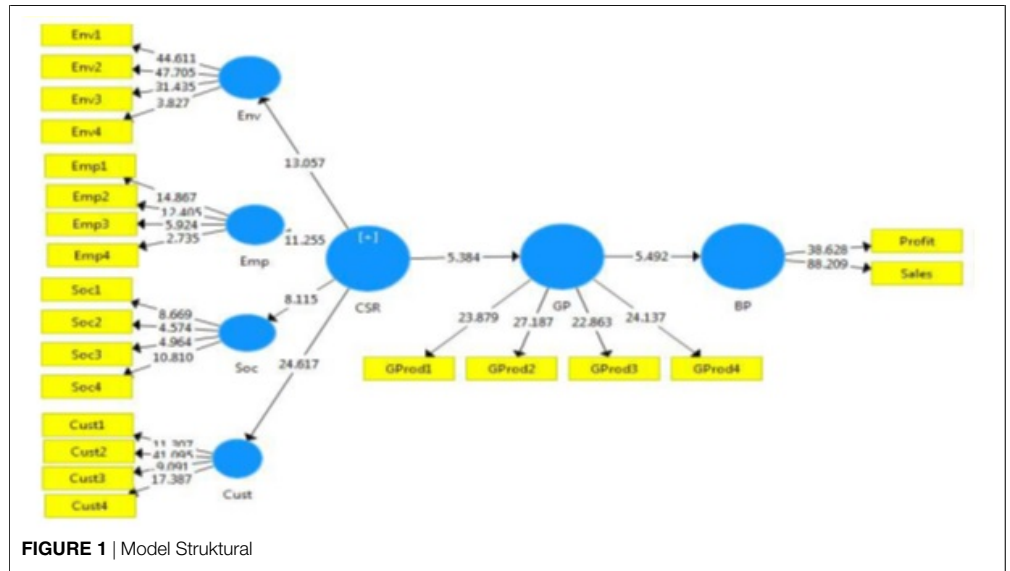 Env1
Env2
Env3
Env4
44.611
47.705
31.435
3.827
Env
13.057
Emp1
Emp2
Emp3
Emp4
14.867
12.405
5.924
2.735
Emp
11.255
Soc1
Soc2
Soc3
Soc4
8.669
4.574
4.964
10.810
Soc
8.115
Cust1
Cust2
Cust3
Cust4
11.307
41.095
9.091
17.387
Cust
24.617
[+]
CSR
5.384
GP
5.492
BP
38.628
88.209
Profit
Sales
23.879
27.187
22.863
24.137
GProd1
GProd2
GProd3
GProd4
FIGURE 1 | Model Struktural